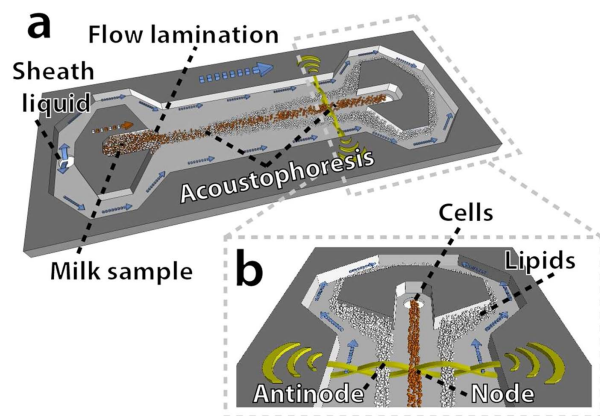 a
Flow lamination
Sheath
liquid
Acoustophoresis
Milk sample
b
Cells
Lipids
Antinode
Node